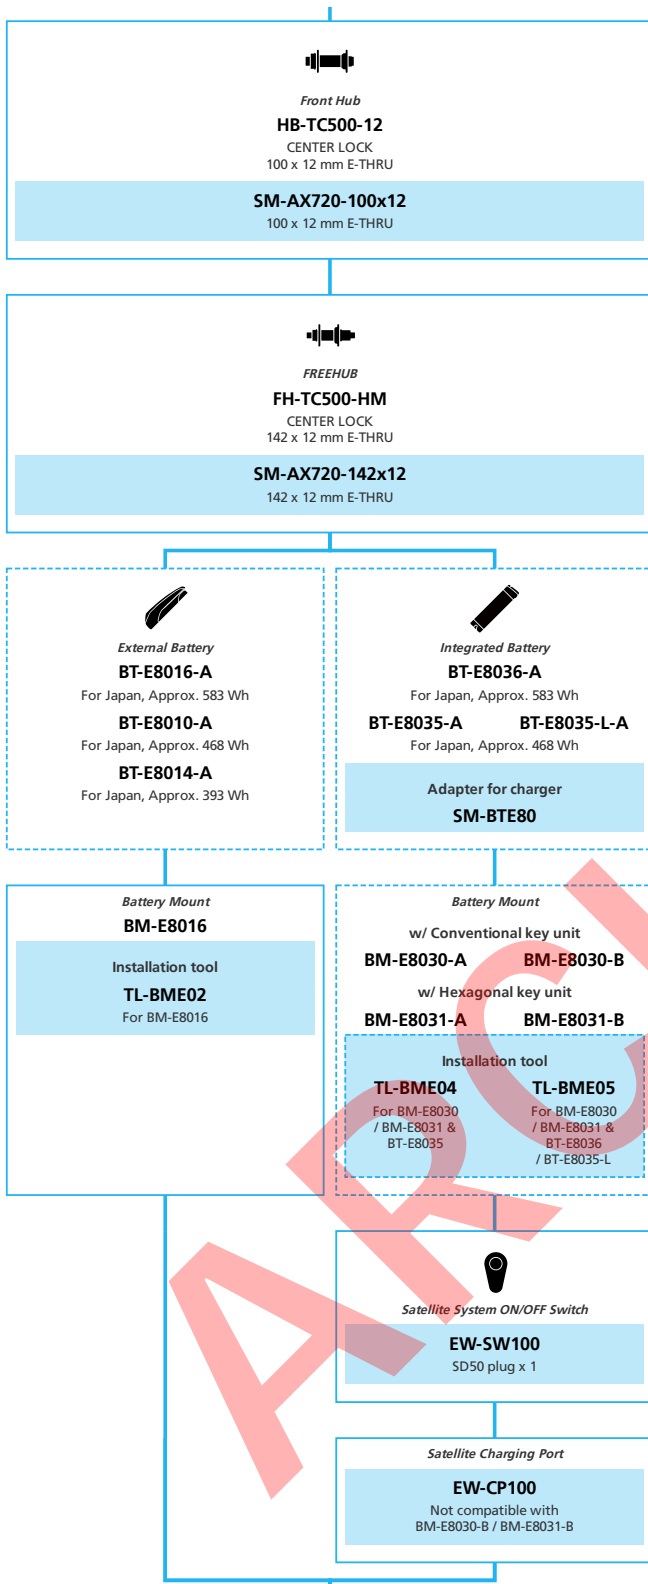 Front Hub
HB-TC500-12
CENTER LOCK
100 x 12 mm E-THRU
SM-AX720-100x12
100 x 12 mm E-THRU
FREEHUB
FH-TC500-HM
CENTER LOCK
142 x 12 mm E-THRU
SM-AX720-142x12
142 x 12 mm E-THRU
External Battery
BT-E8016-A
For Japan, Approx. 583 Wh
BT-E8010-A
For Japan, Approx. 468 Wh
BT-E8014-A
For Japan, Approx. 393 Wh
Integrated Battery
BT-E8036-A
For Japan, Approx. 583 Wh
BT-E8035-A BT-E8035-L-A
For Japan, Approx. 468 Wh
Adapter for charger
SM-BTE80
Battery Mount
BM-E8016
Installation tool
TL-BME02
For BM-E8016
Battery Mount
w/ Conventional key unit
BM-E8030-A BM-E8030-B
w/ Hexagonal key unit
BM-E8031-A BM-E8031-B
Installation tool
TL-BME04
For BM-E8030
/ BM-E8031 &
BT-E8035
TL-BME05
For BM-E8030
/ BM-E8031 &
BT-E8036
/ BT-E8035-L
Satellite System ON/OFF Switch
EW-SW100
SD50 plug x 1
Satellite Charging Port
EW-CP100
Not compatible with
BM-E8030-B / BM-E8031-B